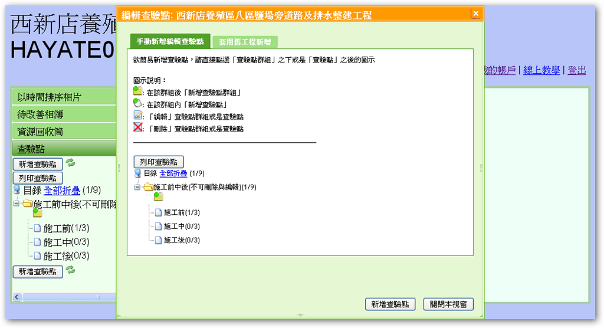 西新店養殖
HAYATE0
的帳戶 | 線上教學 | 登出
以時間排序相片
待改善相簿
資源回收筒
查驗點
新增查驗點
列印查驗點
目錄 全部折疊 (1/9)
施工前中後(不可刪除
施工前(1/3)
施工中(0/3)
施工後(0/3)
新增查驗點
編輯查驗點: 西新店養殖區八區鹽場旁道路及排水整建工程
手動新增編輯查驗點
套用舊工程新增
欲簡易新增查驗點，請直接點選「查驗點群組」之下或是「查驗點」之後的圖示
圖示說明：
: 在該群組後「新增查驗點群組」
: 在該群組內「新增查驗點」
: 「編輯」查驗點群組或是查驗點
: 「刪除」查驗點群組或是查驗點
列印查驗點
目錄 全部折疊 (1/9)
施工前中後(不可刪除與編輯)(1/9)
施工前(1/3)
施工中(0/3)
施工後(0/3)
新增查驗點
關閉本視窗